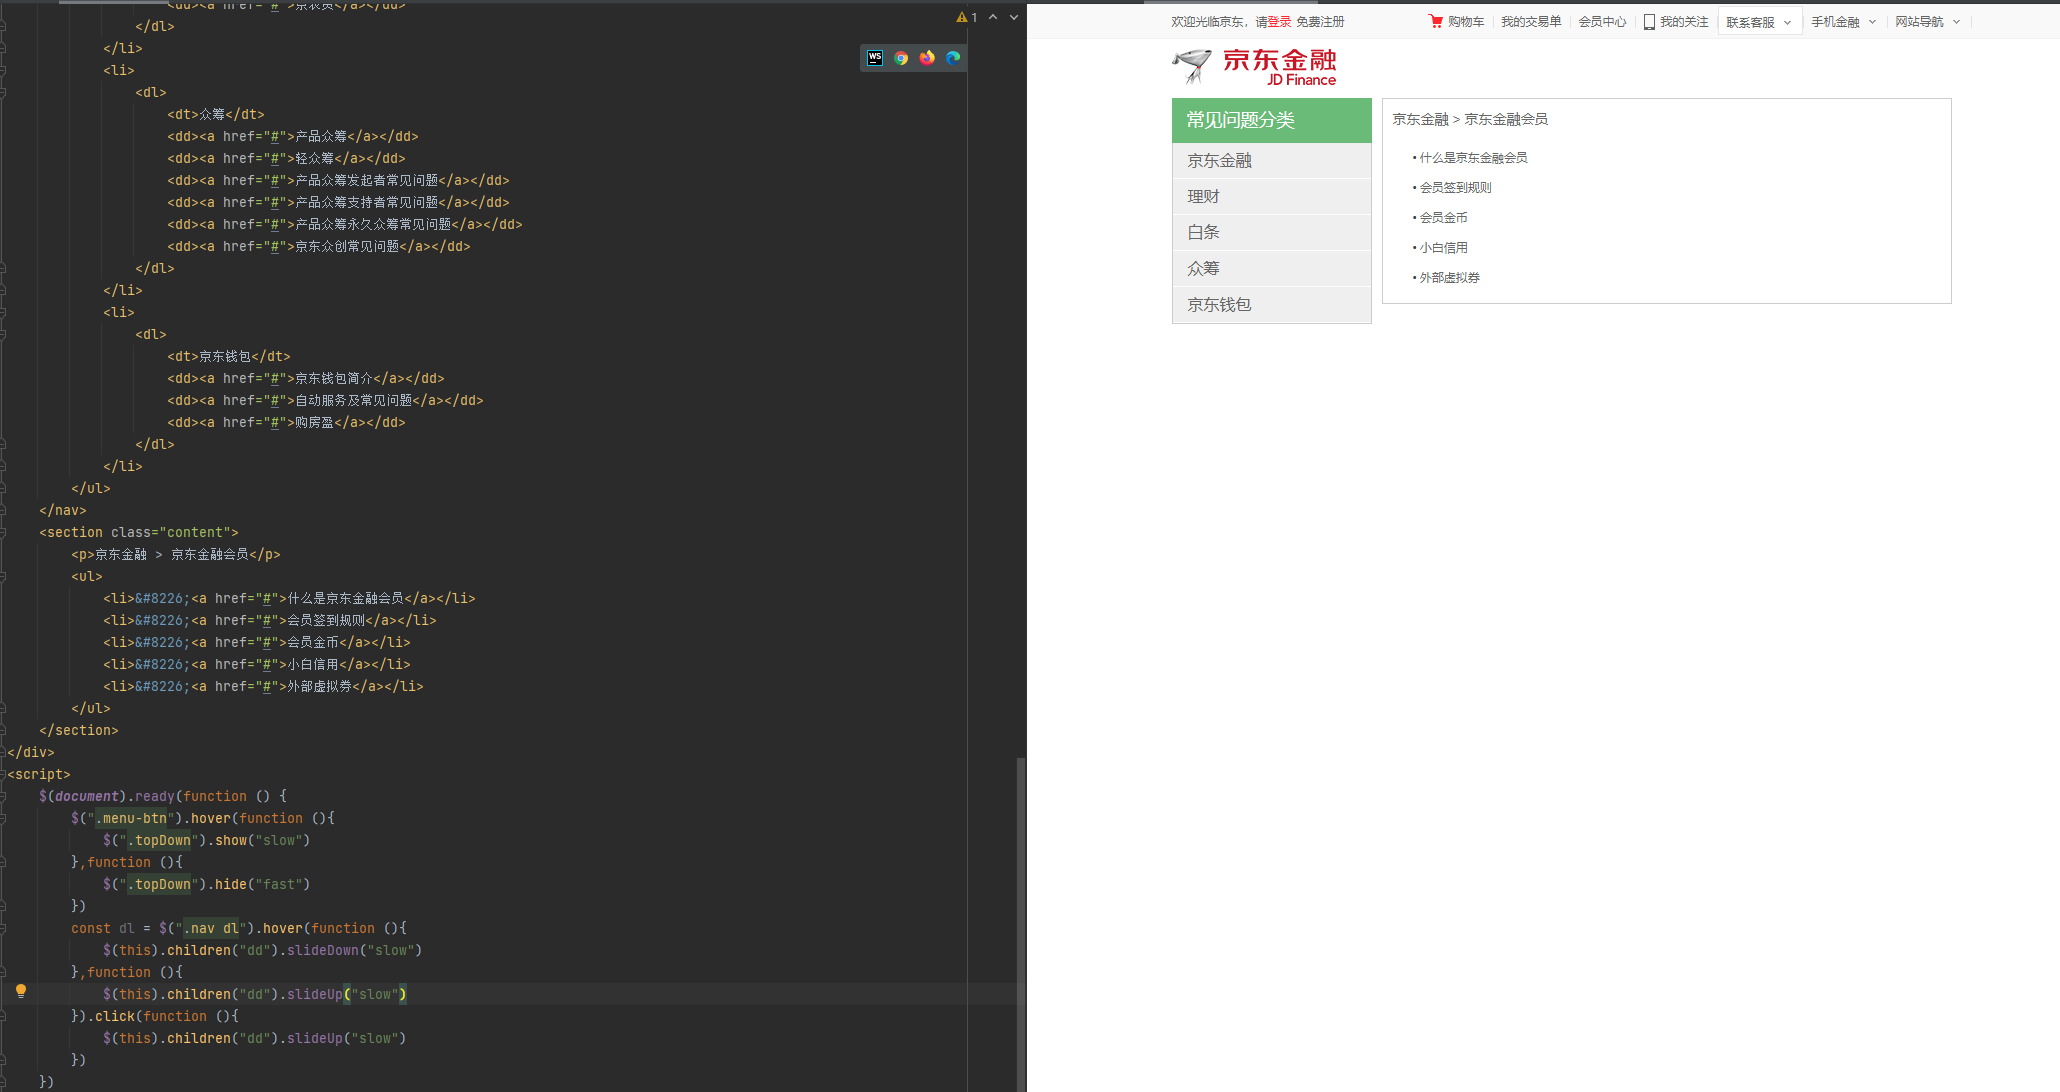 <dd><a href="#">京农贷</a></dd>
</dl>
</li>
<li>
<dl>
<dt>众筹</dt>
<dd><a href="#">产品众筹</a></dd>
<dd><a href="#">轻众筹</a></dd>
<dd><a href="#">产品众筹发起者常见问题</a></dd>
<dd><a href="#">产品众筹支持者常见问题</a></dd>
<dd><a href="#">产品众筹永久众筹常见问题</a></dd>
<dd><a href="#">京东众创常见问题</a></dd>
</dl>
</li>
<li>
<dl>
<dt>京东钱包</dt>
<dd><a href="#">京东钱包简介</a></dd>
<dd><a href="#">自动服务及常见问题</a></dd>
<dd><a href="#">购房盈</a></dd>
</dl>
</li>
</ul>
</nav>
<section class="content">
<p>京东金融 > 京东金融会员</p>
<ul>
<li>&#8226;<a href="#">什么是京东金融会员</a></li>
<li>&#8226;<a href="#">会员签到规则</a></li>
<li>&#8226;<a href="#">会员金币</a></li>
<li>&#8226;<a href="#">小白信用</a></li>
<li>&#8226;<a href="#">外部虚拟券</a></li>
</ul>
</section>
</div>
<script>
$(document).ready(function () {
$(".menu-btn").hover(function (){
$(".topDown").show("slow")
},function (){
$(".topDown").hide("fast")
})
const dl = $(".nav dl").hover(function (){
$(this).children("dd").slideDown("slow")
},function (){
$(this).children("dd").slideUp("slow")
}).click(function (){
$(this).children("dd").slideUp("slow")
})
})
1
WS
欢迎光临京东，请登录 免费注册
购物车 我的交易单 会员中心 我的关注 联系客服 手机金融 网站导航
京东金融
JD Finance
常见问题分类
京东金融
理财
白条
众筹
京东钱包
京东金融 > 京东金融会员
• 什么是京东金融会员
• 会员签到规则
• 会员金币
• 小白信用
• 外部虚拟券